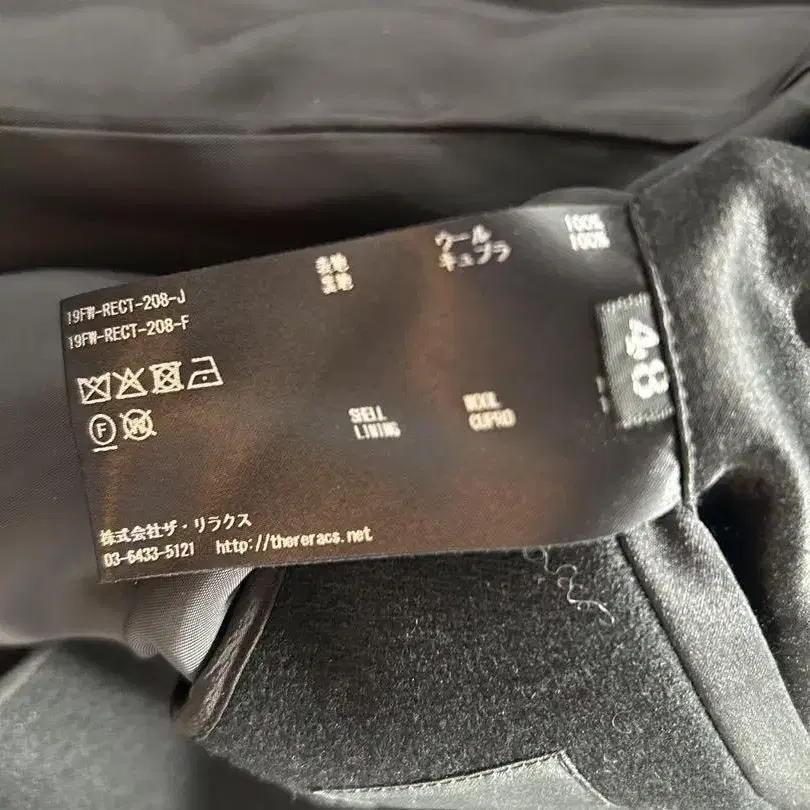 19FW-RECT-208-J
19FW-RECT-208-F
表地 ウール 100%
裏地 キュプラ 100%
SHELL WOOL
LINING CUPRO
48
F
W
株式会社ザ・リラクス
03-6433-5121 http://thereracs.net